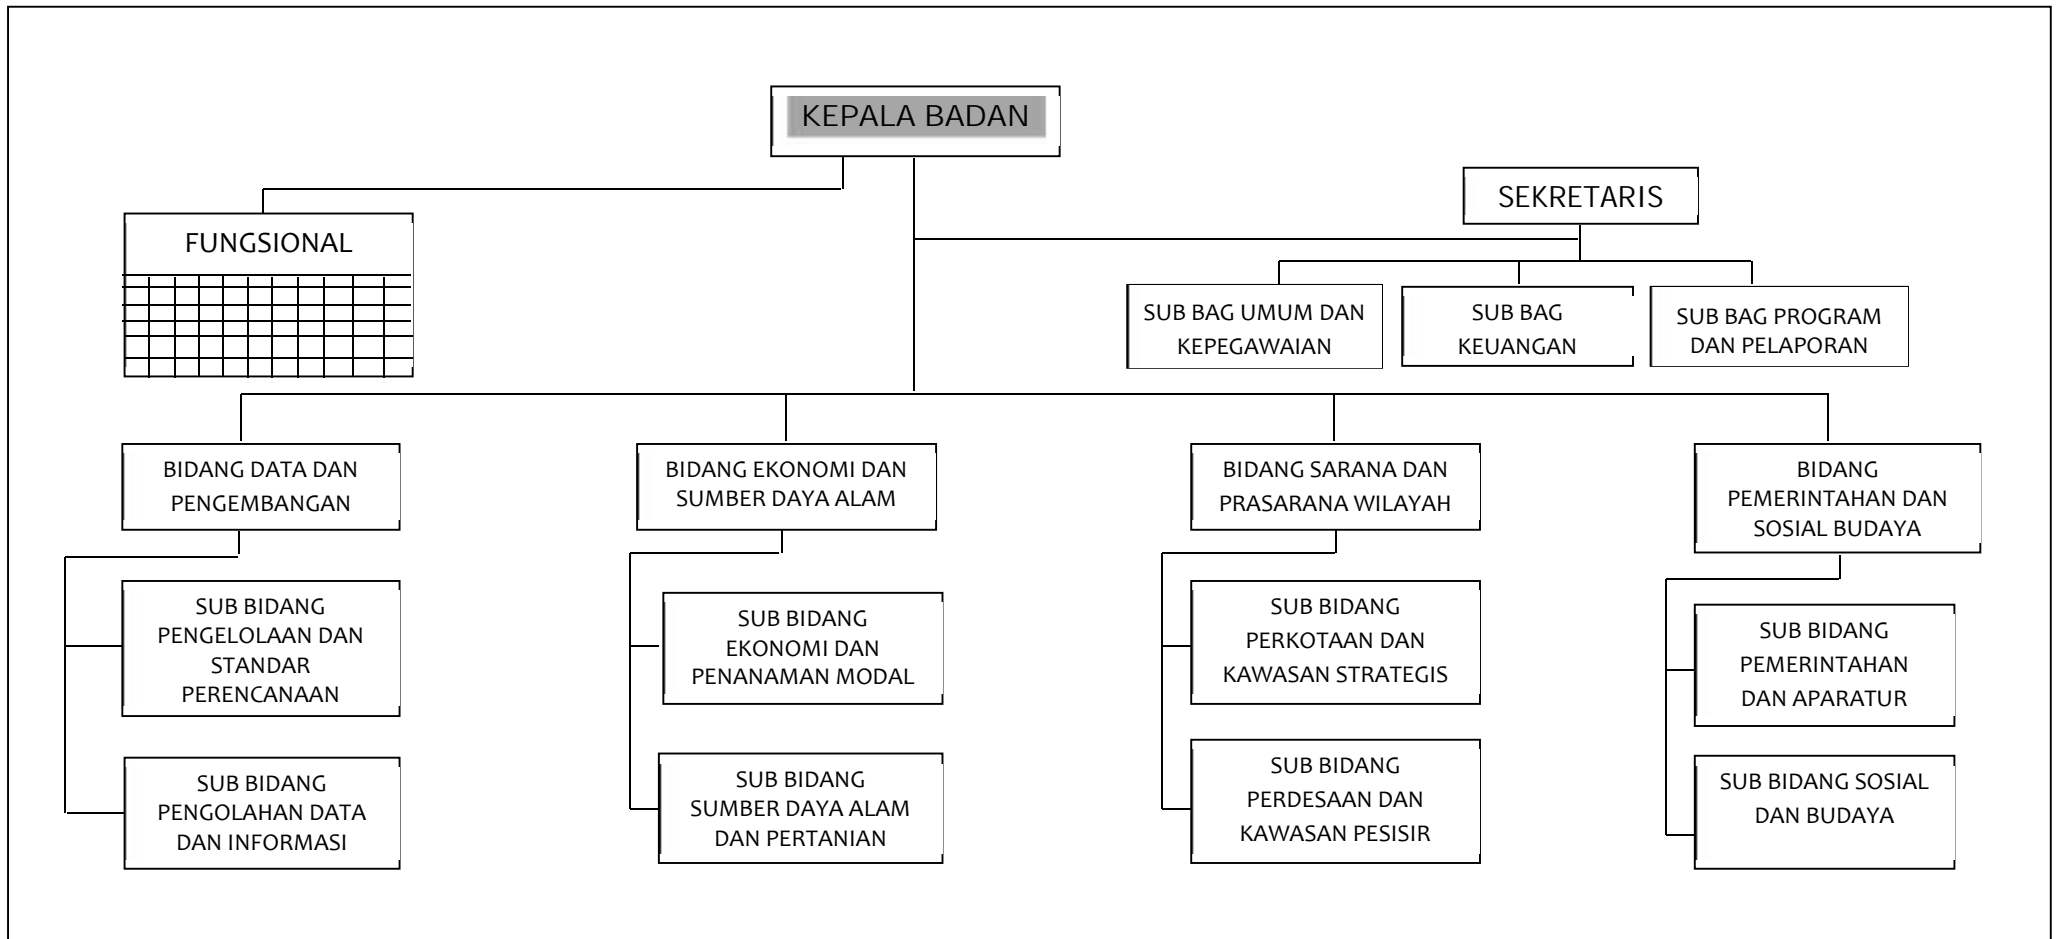 KEPALA BADAN
SEKRETARIS
FUNGSIONAL
SUB BAG UMUM DAN
KEPEGAWAIAN
SUB BAG
KEUANGAN
SUB BAG PROGRAM
DAN PELAPORAN
BIDANG DATA DAN
PENGEMBANGAN
BIDANG EKONOMI DAN
SUMBER DAYA ALAM
BIDANG SARANA DAN
PRASARANA WILAYAH
BIDANG
PEMERINTAHAN DAN
SOSIAL BUDAYA
SUB BIDANG
PENGELOLAAN DAN
STANDAR
PERENCANAAN
SUB BIDANG
EKONOMI DAN
PENANAMAN MODAL
SUB BIDANG
PERKOTAAN DAN
KAWASAN STRATEGIS
SUB BIDANG
PEMERINTAHAN
DAN APARATUR
SUB BIDANG
PENGOLAHAN DATA
DAN INFORMASI
SUB BIDANG
SUMBER DAYA ALAM
DAN PERTANIAN
SUB BIDANG
PERDESAAN DAN
KAWASAN PESISIR
SUB BIDANG SOSIAL
DAN BUDAYA